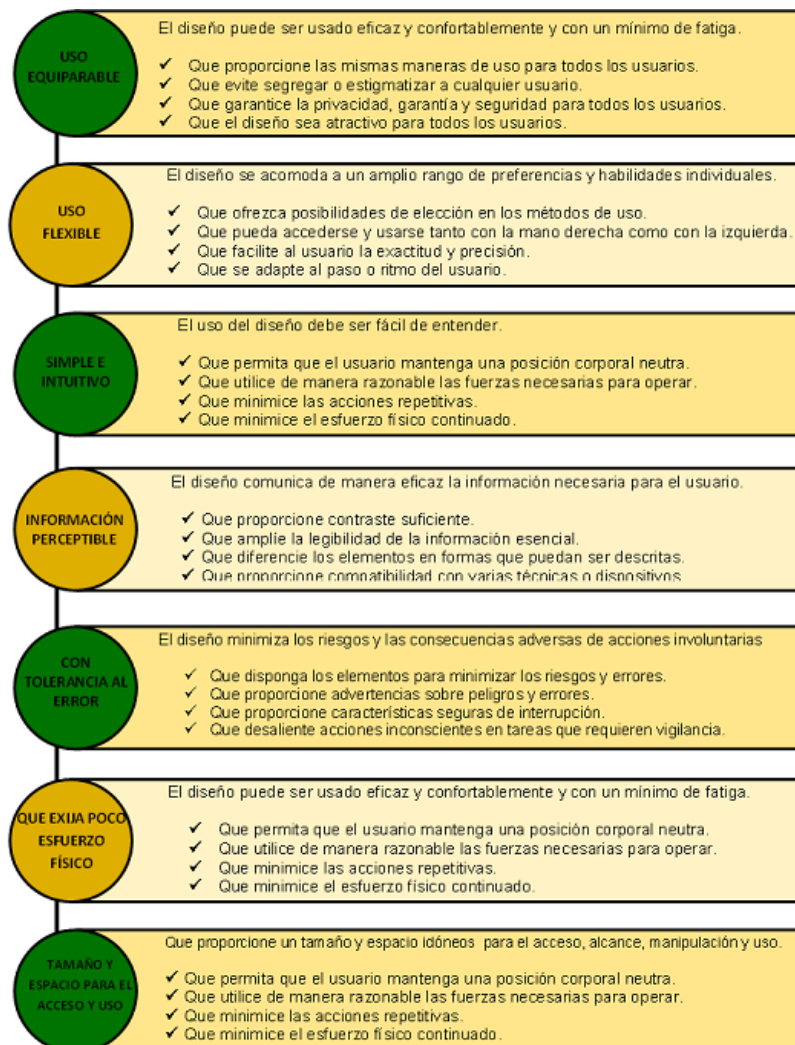 USO
EQUIPARABLE
El diseño puede ser usado eficaz y confortablemente y con un mínimo de fatiga.
✓ Que proporcione las mismas maneras de uso para todos los usuarios.
✓ Que evite segregar o estigmatizar a cualquier usuario.
✓ Que garantice la privacidad, garantía y seguridad para todos los usuarios.
✓ Que el diseño sea atractivo para todos los usuarios.
USO
FLEXIBLE
El diseño se acomoda a un amplio rango de preferencias y habilidades individuales.
✓ Que ofrezca posibilidades de elección en los métodos de uso.
✓ Que pueda accederse y usarse tanto con la mano derecha como con la izquierda.
✓ Que facilite al usuario la exactitud y precisión.
✓ Que se adapte al paso o ritmo del usuario.
SIMPLE E
INTUITIVO
El uso del diseño debe ser fácil de entender.
✓ Que permita que el usuario mantenga una posición corporal neutra.
✓ Que utilice de manera razonable las fuerzas necesarias para operar.
✓ Que minimice las acciones repetitivas.
✓ Que minimice el esfuerzo físico continuado.
INFORMACIÓN
PERCEPTIBLE
El diseño comunica de manera eficaz la información necesaria para el usuario.
✓ Que proporcione contraste suficiente.
✓ Que amplíe la legibilidad de la información esencial.
✓ Que diferencie los elementos en formas que puedan ser descritas.
✓ Que proporcione compatibilidad con varias técnicas o dispositivos
CON
TOLERANCIA AL
ERROR
El diseño minimiza los riesgos y las consecuencias adversas de acciones involuntarias
✓ Que disponga los elementos para minimizar los riesgos y errores.
✓ Que proporcione advertencias sobre peligros y errores.
✓ Que proporcione características seguras de interrupción.
✓ Que desaliente acciones inconscientes en tareas que requieren vigilancia.
QUE EXIJA POCO
ESFUERZO
FÍSICO
El diseño puede ser usado eficaz y confortablemente y con un mínimo de fatiga.
✓ Que permita que el usuario mantenga una posición corporal neutra.
✓ Que utilice de manera razonable las fuerzas necesarias para operar.
✓ Que minimice las acciones repetitivas.
✓ Que minimice el esfuerzo físico continuado.
TAMAÑO Y
ESPACIO PARA EL
ACCESO Y USO
Que proporcione un tamaño y espacio idóneos para el acceso, alcance, manipulación y uso.
✓ Que permita que el usuario mantenga una posición corporal neutra.
✓ Que utilice de manera razonable las fuerzas necesarias para operar.
✓ Que minimice las acciones repetitivas.
✓ Que minimice el esfuerzo físico continuado.